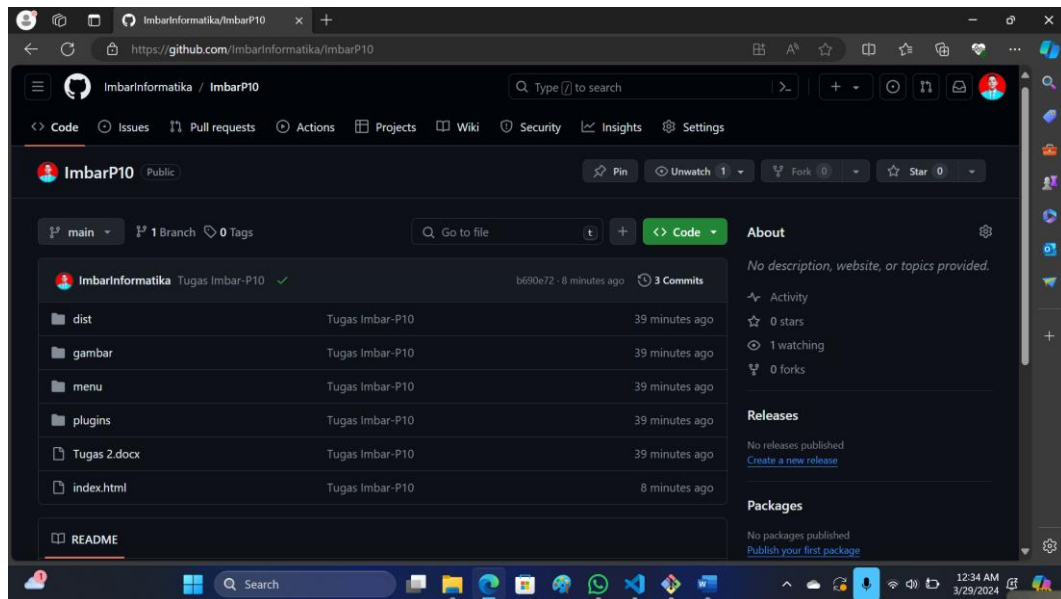 ImbarInformatika/ImbarP10
https://github.com/ImbarInformatika/ImbarP10
ImbarInformatika / ImbarP10
Type / to search
Code Issues Pull requests Actions Projects Wiki Security Insights Settings
ImbarP10 Public
Pin Unwatch 1 Fork 0 Star 0
main 1 Branch 0 Tags Go to file t Code
ImbarInformatika Tugas Imbar-P10 b690e72 · 8 minutes ago 3 Commits
dist Tugas Imbar-P10 39 minutes ago
gambar Tugas Imbar-P10 39 minutes ago
menu Tugas Imbar-P10 39 minutes ago
plugins Tugas Imbar-P10 39 minutes ago
Tugas 2.docx Tugas Imbar-P10 39 minutes ago
index.html Tugas Imbar-P10 8 minutes ago
README
About
No description, website, or topics provided.
Activity
0 stars
1 watching
0 forks
Releases
No releases published
Create a new release
Packages
No packages published
Publish your first package
Search
12:34 AM
3/29/2024